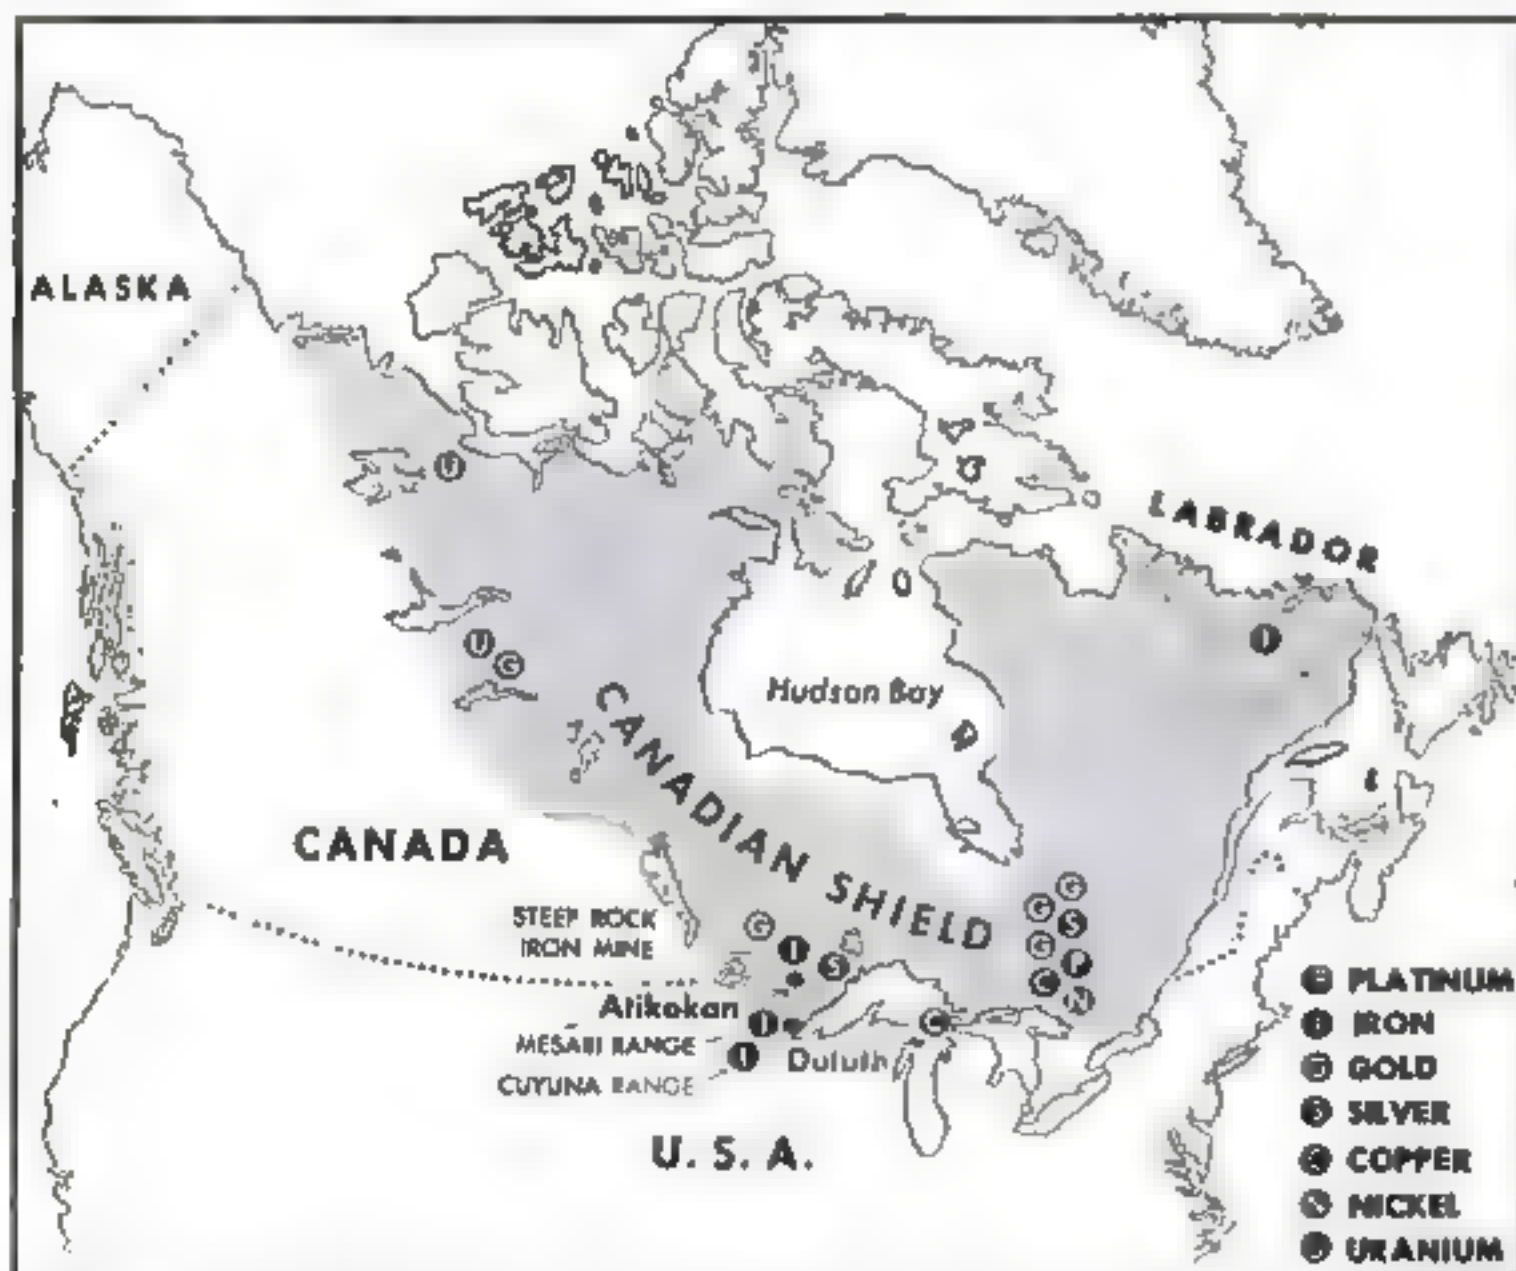 ALASKA
LABRADOR
Hudson Bay
CANADIAN SHIELD
CANADA
STEEP ROCK
IRON MINE
Atikokan
MESABI RANGE
Duluth
CUYUNA RANGE
U. S. A.
U
U
G
I
G
I
S
I
I
C
G
G
S
G
P
C
N
P PLATINUM
I IRON
G GOLD
S SILVER
C COPPER
N NICKEL
U URANIUM